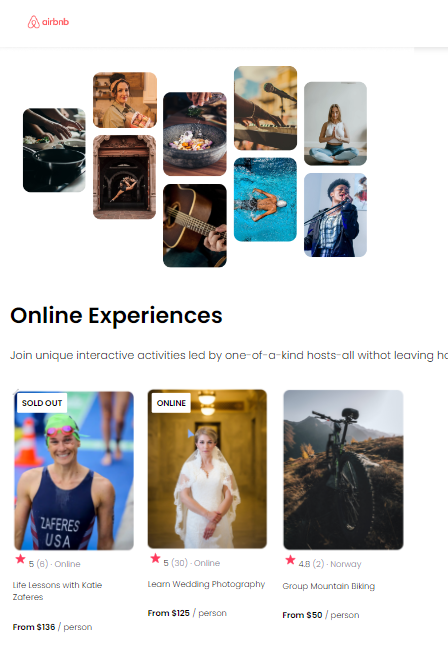 airbnb
Online Experiences
Join unique interactive activities led by one-of-a-kind hosts-all withot leaving ho
SOLD OUT
ONLINE
ZAFERES
USA
5 (6) · Online
5 (30) · Online
4.8 (2) · Norway
Life Lessons with Katie
Zaferes
Learn Wedding Photography
Group Mountain Biking
From $136 / person
From $125 / person
From $50 / person